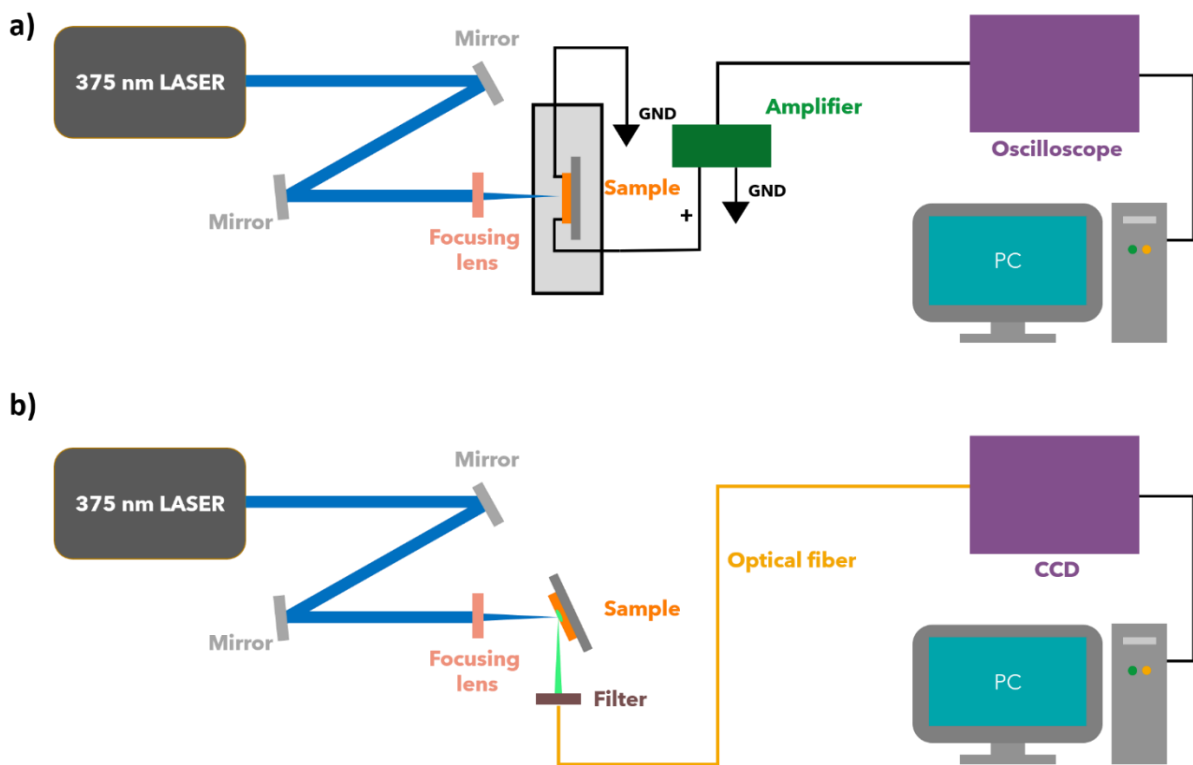 a)
375 nm LASER
Mirror
Mirror
Focusing
lens
Sample
GND
+
Amplifier
GND
Oscilloscope
PC
b)
375 nm LASER
Mirror
Mirror
Focusing
lens
Sample
Filter
Optical fiber
CCD
PC